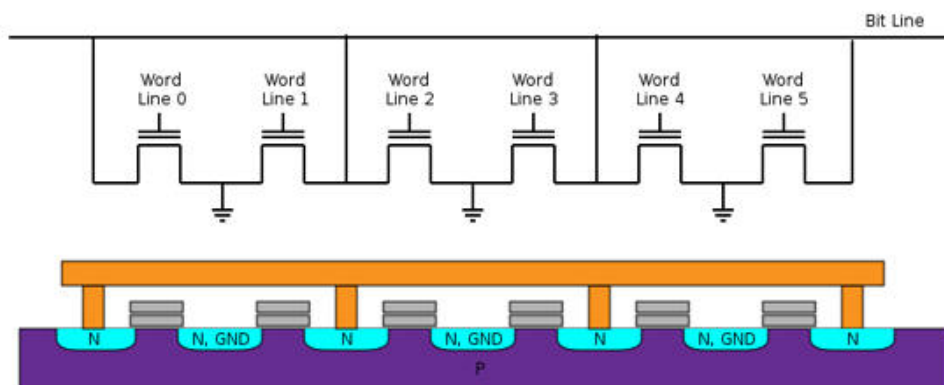 Bit Line
Word
Line 0
Word
Line 1
Word
Line 2
Word
Line 3
Word
Line 4
Word
Line 5
N
N, GND
N
N, GND
N
N, GND
N
P